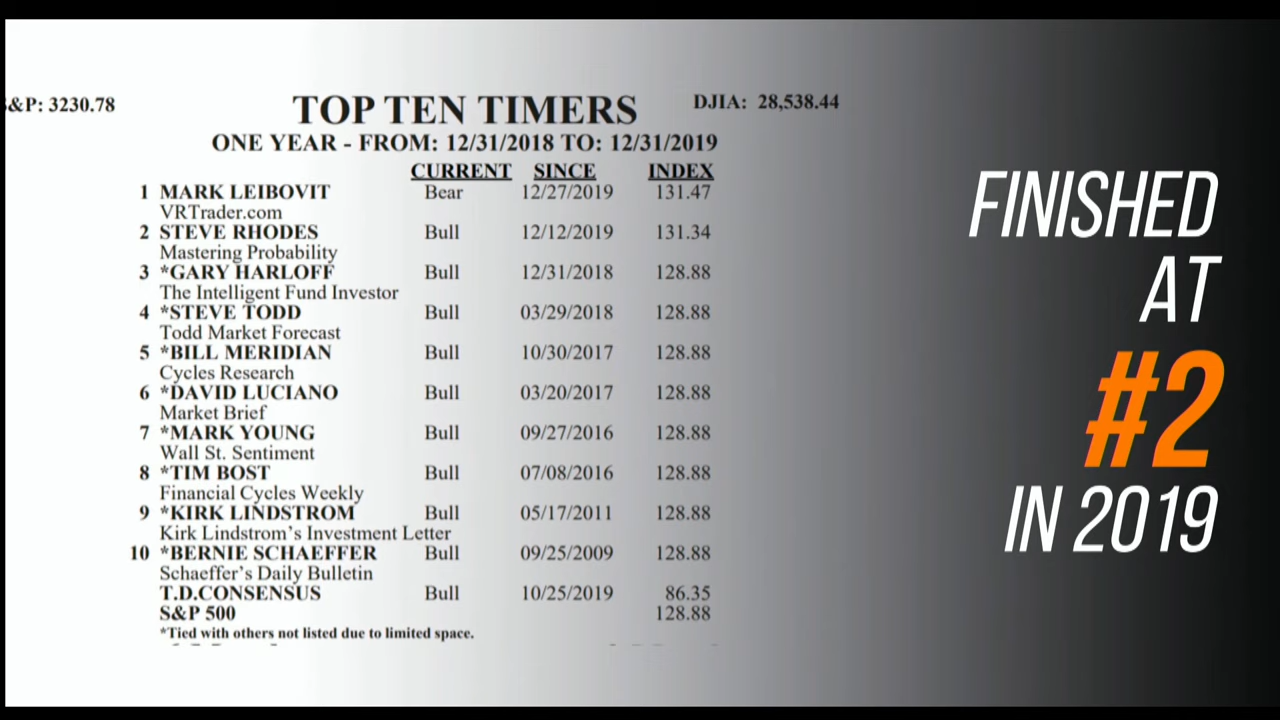 &P: 3230.78
TOP TEN TIMERS
DJIA: 28,538.44
ONE YEAR - FROM: 12/31/2018 TO: 12/31/2019
CURRENT SINCE INDEX
1 MARK LEIBOVIT Bear 12/27/2019 131.47
VRTrader.com
2 STEVE RHODES Bull 12/12/2019 131.34
Mastering Probability
3 *GARY HARLOFF Bull 12/31/2018 128.88
The Intelligent Fund Investor
4 *STEVE TODD Bull 03/29/2018 128.88
Todd Market Forecast
5 *BILL MERIDIAN Bull 10/30/2017 128.88
Cycles Research
6 *DAVID LUCIANO Bull 03/20/2017 128.88
Market Brief
7 *MARK YOUNG Bull 09/27/2016 128.88
Wall St. Sentiment
8 *TIM BOST Bull 07/08/2016 128.88
Financial Cycles Weekly
9 *KIRK LINDSTROM Bull 05/17/2011 128.88
Kirk Lindstrom's Investment Letter
10 *BERNIE SCHAEFFER Bull 09/25/2009 128.88
Schaeffer's Daily Bulletin
T.D.CONSENSUS Bull 10/25/2019 86.35
S&P 500 128.88
*Tied with others not listed due to limited space.
FINISHED
AT
#2
IN 2019